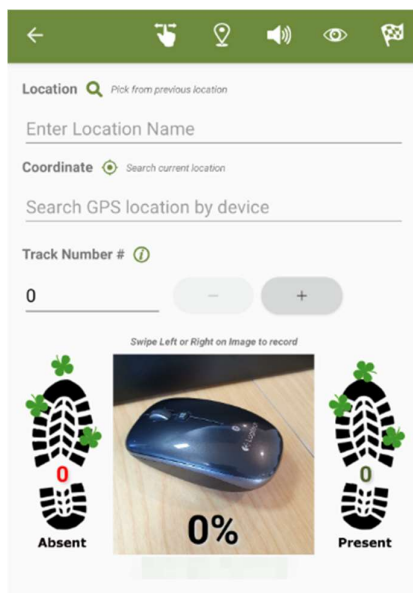 Location Pick from previous location
Enter Location Name
Coordinate Search current location
Search GPS location by device
Track Number # i
0 − +
Swipe Left or Right on Image to record
Logitech
0 0
0%
Absent Present